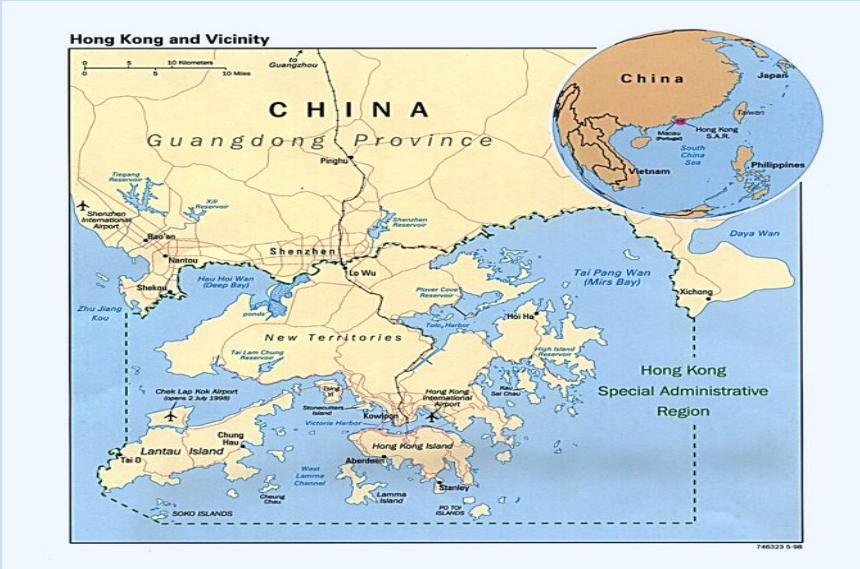 Hong Kong and Vicinity
0 5 10 Kilometers
0 5 10 Miles
to
Guangzhou
CHINA
Guangdong Province
Pinghu
Tiegang
Reservoir
Xili
Reservoir
Shenzhen
International
Airport
Bao'an
Nantou
Shenzhen
Shenzhen
Reservoir
Shekou
Hau Hoi Wan
(Deep Bay)
Lo Wu
Zhu Jiang
Kou
ponds
Plover Cove
Reservoir
Tolo Harbor
Hoi Ha
New Territories
Tai Lam Chung
Reservoir
High Island
Reservoir
Tai Pang Wan
(Mirs Bay)
Daya Wan
Xichong
Chek Lap Kok Airport
(opens 2 July 1998)
Tsing
Yi
Stonecutters
Island
Hong Kong
International
Airport
Kau
Sai Chau
Victoria Harbor
Kowloon
Hong Kong
Special Administrative
Region
Chung
Hau
Lantau Island
Tai O
Hong Kong Island
Aberdeen
West
Lamma
Channel
Stanley
Cheung
Chau
Lamma
Island
PO TOI
ISLANDS
SOKO ISLANDS
China
Japan
Taiwan
Macau
(Portugal)
Hong Kong
S.A.R.
South
China
Sea
Vietnam
Philippines
746323 5-98